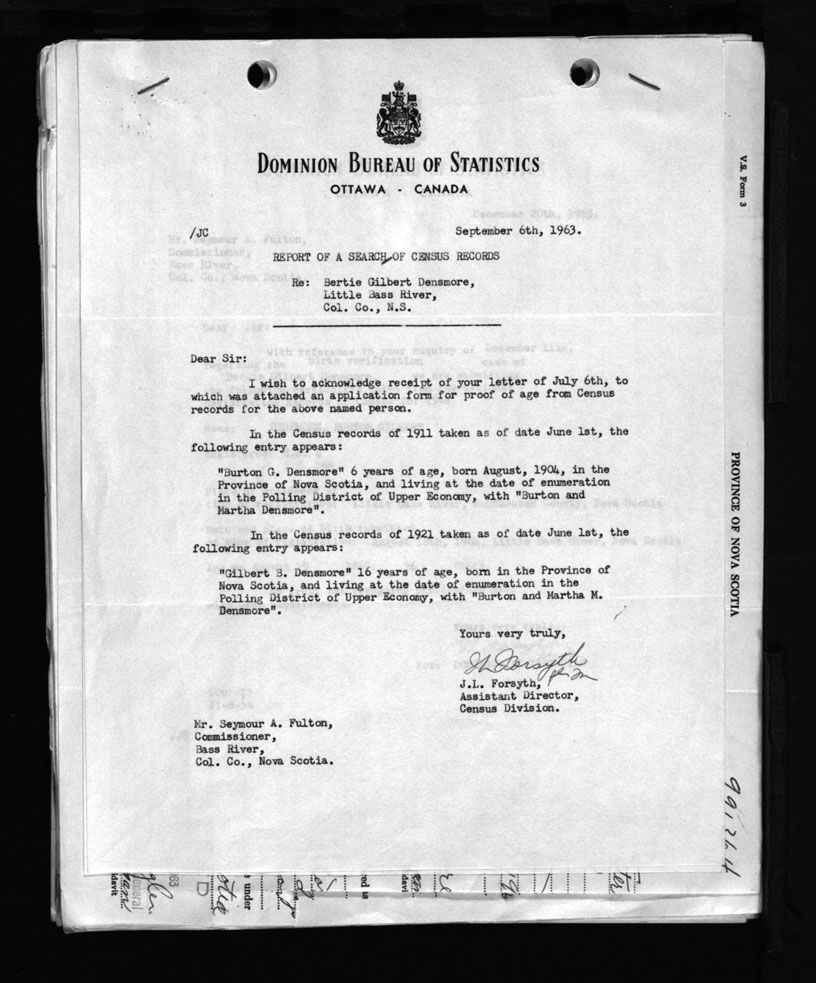 DOMINION BUREAU OF STATISTICS
OTTAWA - CANADA
/JC
September 6th, 1963.
REPORT OF A SEARCH OF CENSUS RECORDS
Re: Bertie Gilbert Densmore,
Little Bass River,
Col. Co., N.S.
Dear Sir:
I wish to acknowledge receipt of your letter of July 6th, to
which was attached an application form for proof of age from Census
records for the above named person.
In the Census records of 1911 taken as of date June 1st, the
following entry appears:
"Burton G. Densmore" 6 years of age, born August, 1904, in the
Province of Nova Scotia, and living at the date of enumeration
in the Polling District of Upper Economy, with "Burton and
Martha Densmore".
In the Census records of 1921 taken as of date June 1st, the
following entry appears:
"Gilbert B. Densmore" 16 years of age, born in the Province of
Nova Scotia, and living at the date of enumeration in the
Polling District of Upper Economy, with "Burton and Martha M.
Densmore".
Yours very truly,
J L Forsyth
J.L. Forsyth,
Assistant Director,
Census Division.
Mr. Seymour A. Fulton,
Commissioner,
Bass River,
Col. Co., Nova Scotia.
V.S. Form 3
PROVINCE OF NOVA SCOTIA
991264